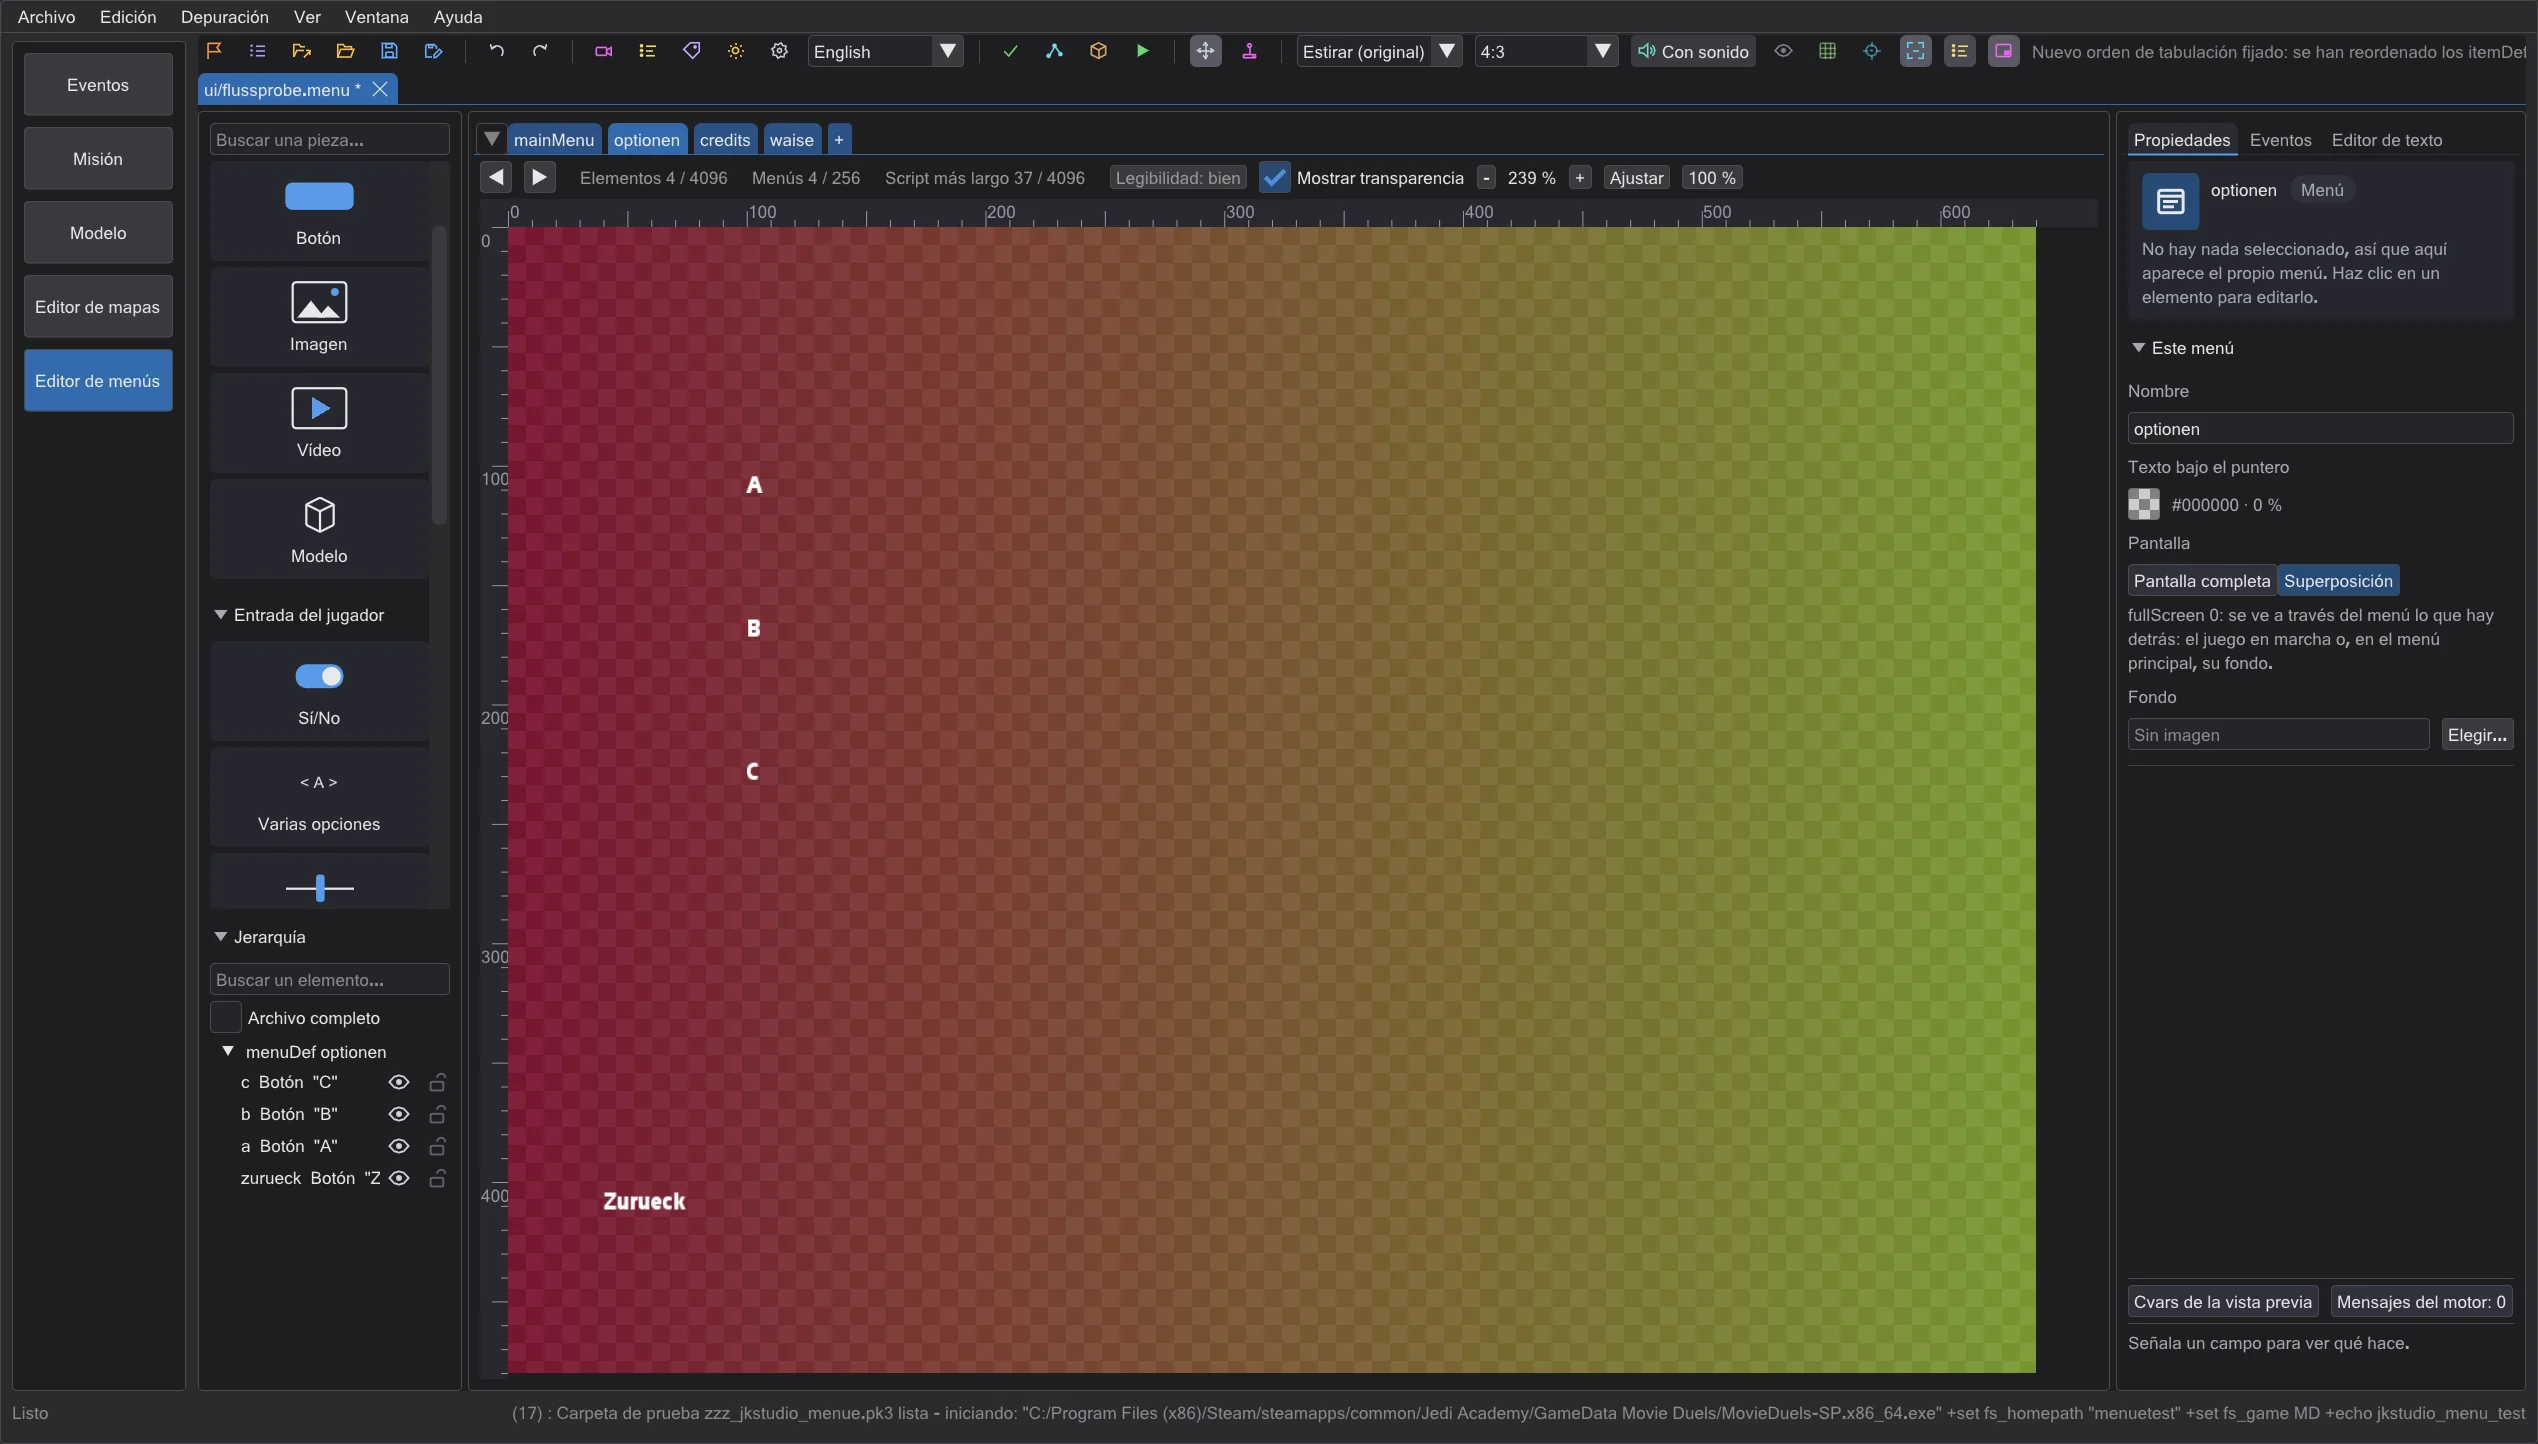 Archivo Edición Depuración Ver Ventana Ayuda
English
Estirar (original)
4:3
Con sonido
Nuevo orden de tabulación fijado: se han reordenado los itemDef
Eventos
Misión
Modelo
Editor de mapas
Editor de menús
ui/flussprobe.menu *
Buscar una pieza...
Botón
Imagen
Vídeo
Modelo
Entrada del jugador
Sí/No
< A >
Varias opciones
Jerarquía
Buscar un elemento...
Archivo completo
menuDef optionen
c Botón "C"
b Botón "B"
a Botón "A"
zurueck Botón "Z
mainMenu optionen credits waise +
Elementos 4 / 4096 Menús 4 / 256 Script más largo 37 / 4096 Legibilidad: bien Mostrar transparencia - 239 % + Ajustar 100 %
0 100 200 300 400 500 600
0
100
200
300
400
A
B
C
Zurueck
Propiedades Eventos Editor de texto
optionen Menú
No hay nada seleccionado, así que aquí
aparece el propio menú. Haz clic en un
elemento para editarlo.
Este menú
Nombre
optionen
Texto bajo el puntero
#000000 · 0 %
Pantalla
Pantalla completa Superposición
fullScreen 0: se ve a través del menú lo que hay
detrás: el juego en marcha o, en el menú
principal, su fondo.
Fondo
Sin imagen Elegir...
Cvars de la vista previa Mensajes del motor: 0
Señala un campo para ver qué hace.
Listo
(17) : Carpeta de prueba zzz_jkstudio_menue.pk3 lista - iniciando: "C:/Program Files (x86)/Steam/steamapps/common/Jedi Academy/GameData Movie Duels/MovieDuels-SP.x86_64.exe" +set fs_homepath "menuetest" +set fs_game MD +echo jkstudio_menu_test